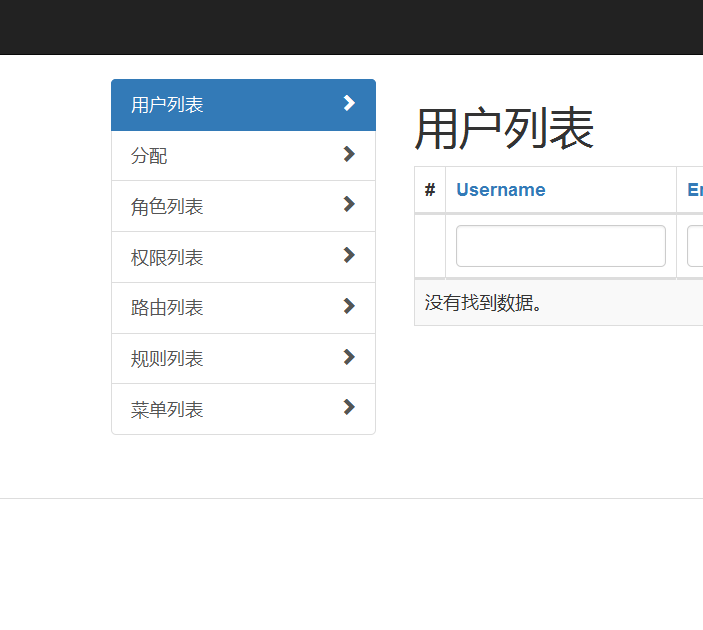 用户列表
分配
角色列表
权限列表
路由列表
规则列表
菜单列表
用户列表
# Username
没有找到数据。